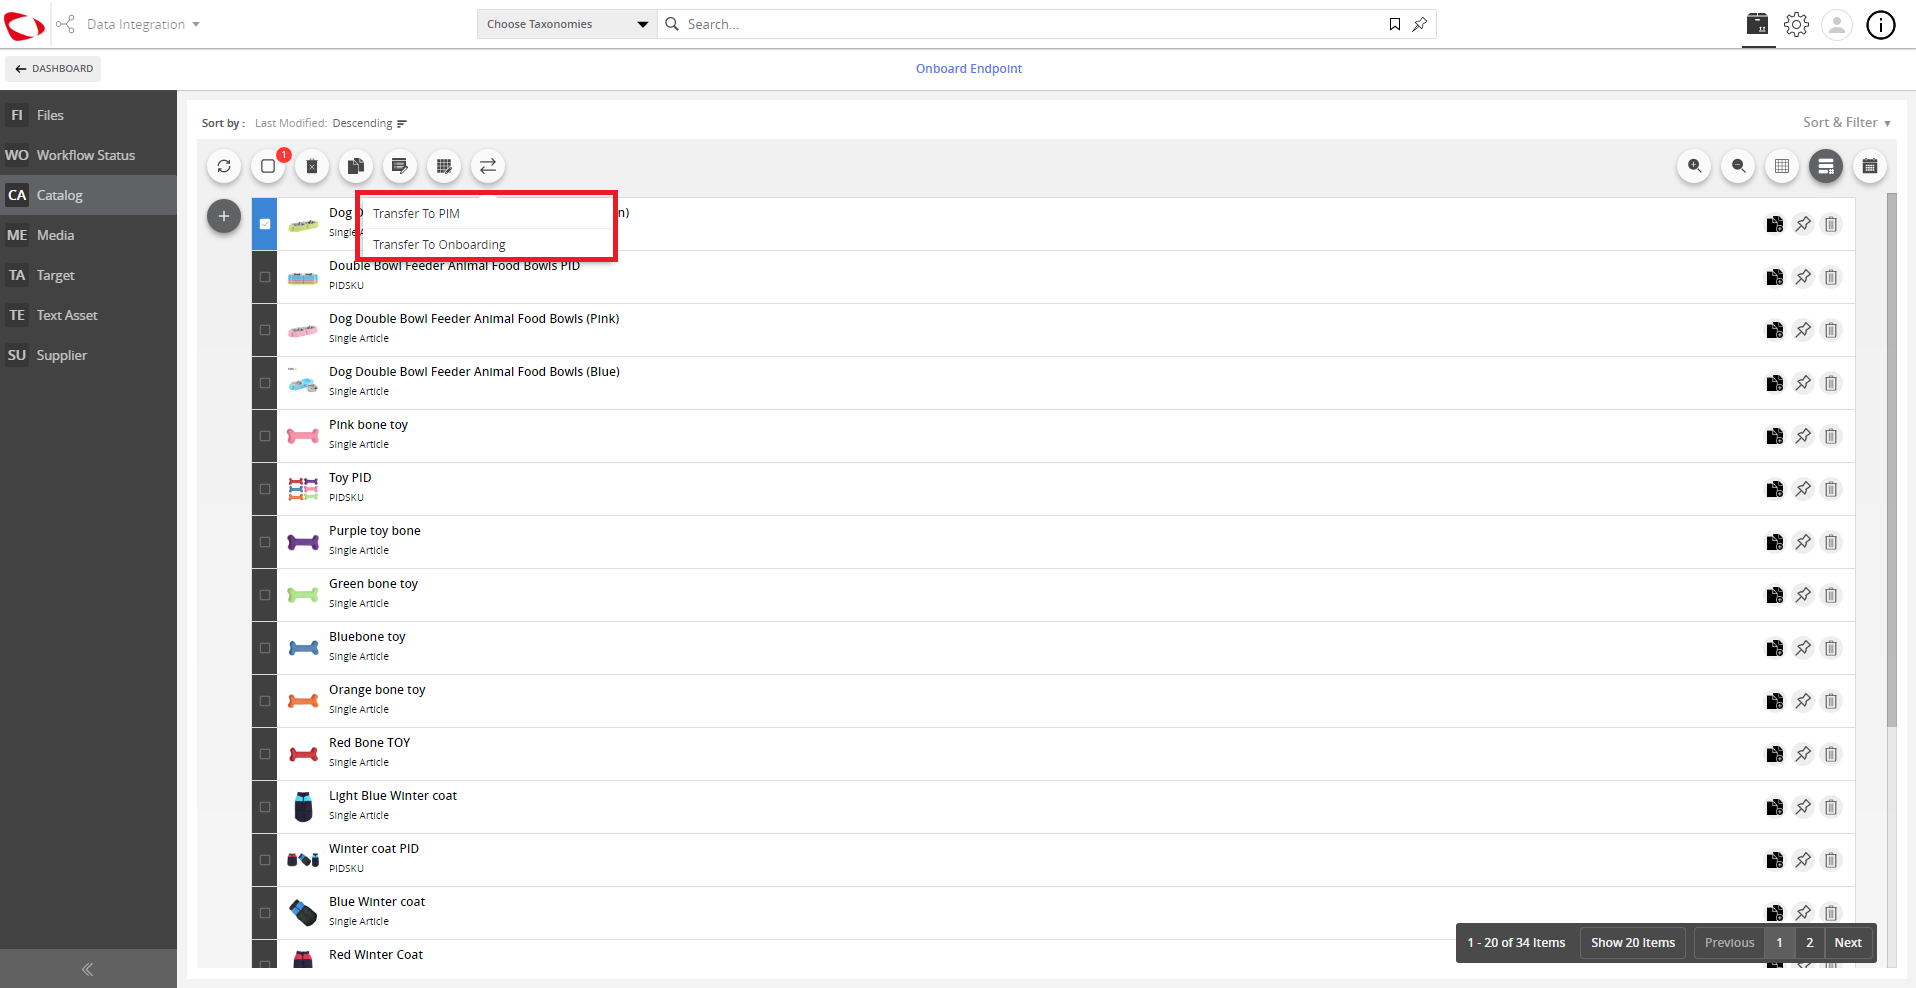 Data Integration
Choose Taxonomies
Search...
DASHBOARD
Onboard Endpoint
FI Files
WO Workflow Status
CA Catalog
ME Media
TA Target
TE Text Asset
SU Supplier
Sort by : Last Modified: Descending
Sort & Filter
1
Transfer To PIM
Transfer To Onboarding
Dog D
n)
Single
Double Bowl Feeder Animal Food Bowls PID
PIDSKU
Dog Double Bowl Feeder Animal Food Bowls (Pink)
Single Article
Dog Double Bowl Feeder Animal Food Bowls (Blue)
Single Article
Pink bone toy
Single Article
Toy PID
PIDSKU
Purple toy bone
Single Article
Green bone toy
Single Article
Bluebone toy
Single Article
Orange bone toy
Single Article
Red Bone TOY
Single Article
Light Blue Winter coat
Single Article
Winter coat PID
PIDSKU
Blue Winter coat
Single Article
Red Winter Coat
1 - 20 of 34 Items Show 20 Items Previous 1 2 Next